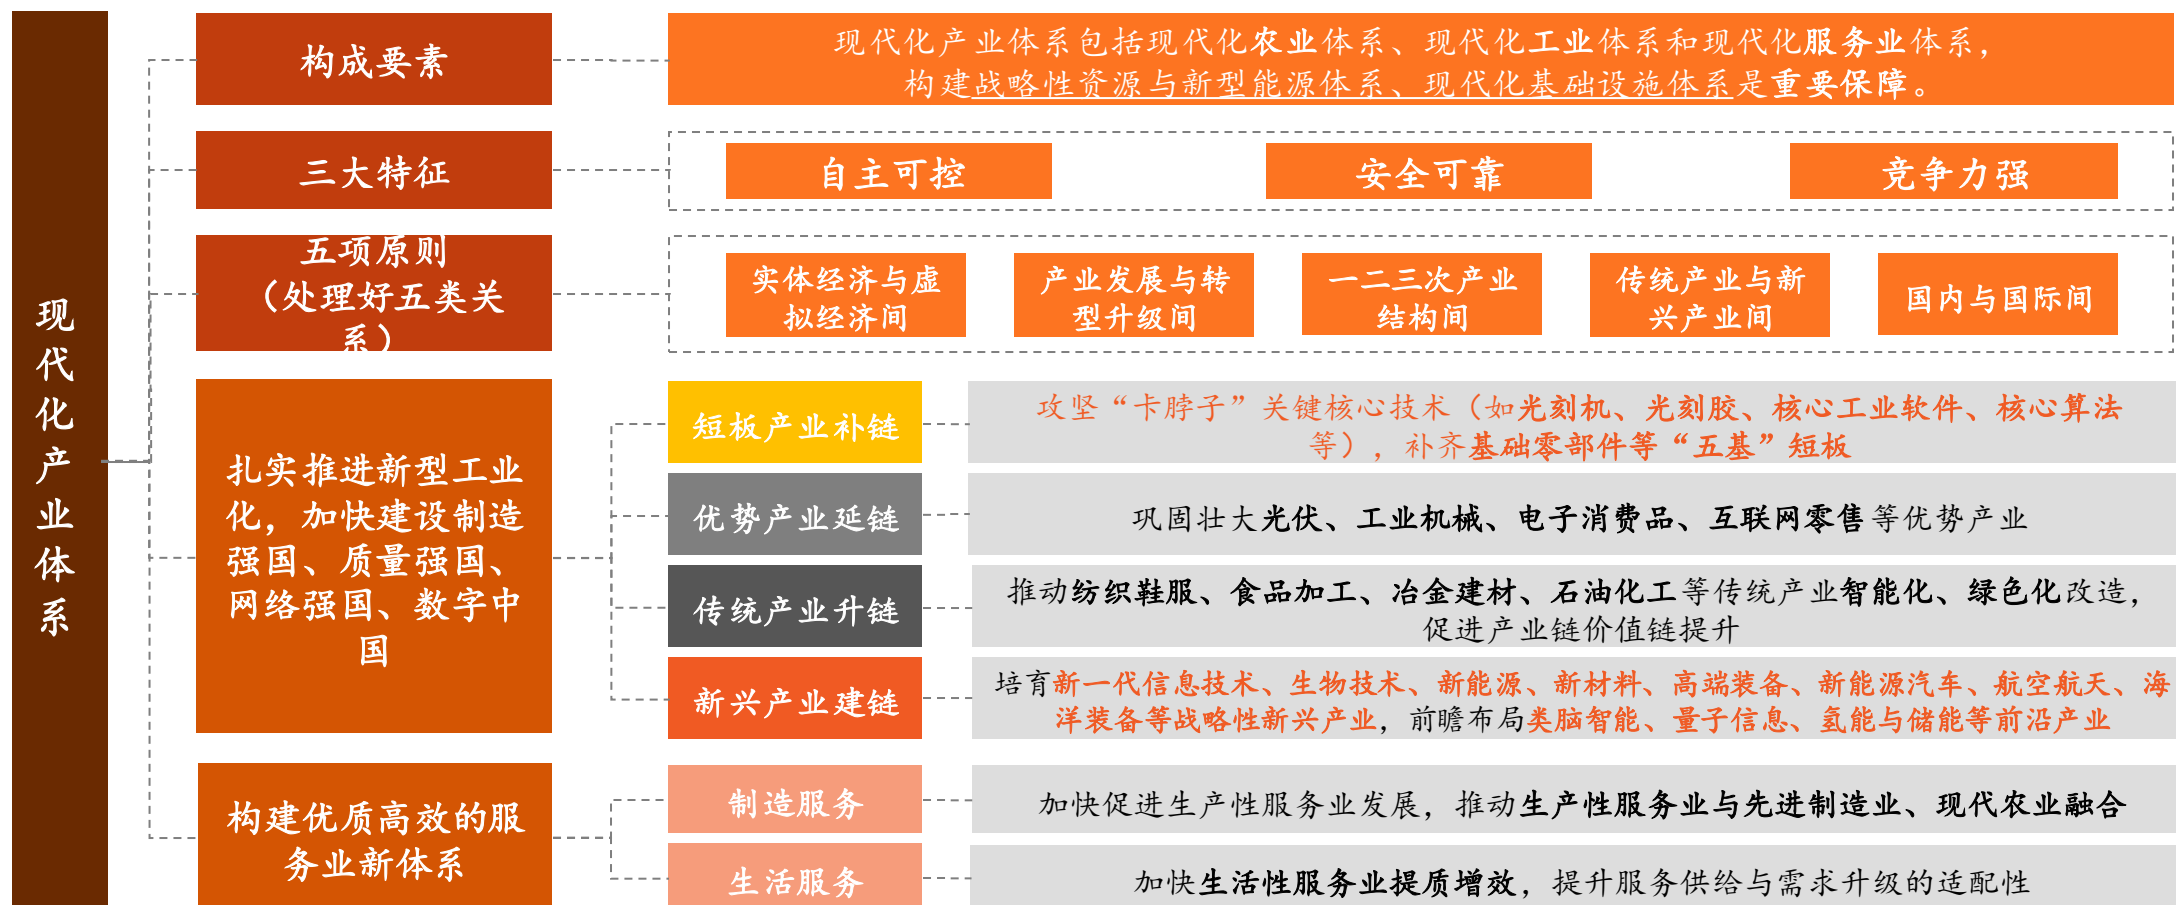 现代化产业体系
构成要素
现代化产业体系包括现代化农业体系、现代化工业体系和现代化服务业体系，
构建战略性资源与新型能源体系、现代化基础设施体系是重要保障。
三大特征
自主可控
安全可靠
竞争力强
五项原则
（处理好五类关
系）
实体经济与虚
拟经济间
产业发展与转
型升级间
一二三次产业
结构间
传统产业与新
兴产业间
国内与国际间
扎实推进新型工业
化，加快建设制造
强国、质量强国、
网络强国、数字中
国
短板产业补链
攻坚“卡脖子”关键核心技术（如光刻机、光刻胶、核心工业软件、核心算法
等），补齐基础零部件等“五基”短板
优势产业延链
巩固壮大光伏、工业机械、电子消费品、互联网零售等优势产业
传统产业升链
推动纺织鞋服、食品加工、冶金建材、石油化工等传统产业智能化、绿色化改造，
促进产业链价值链提升
新兴产业建链
培育新一代信息技术、生物技术、新能源、新材料、高端装备、新能源汽车、航空航天、海
洋装备等战略性新兴产业，前瞻布局类脑智能、量子信息、氢能与储能等前沿产业
构建优质高效的服
务业新体系
制造服务
加快促进生产性服务业发展，推动生产性服务业与先进制造业、现代农业融合
生活服务
加快生活性服务业提质增效，提升服务供给与需求升级的适配性